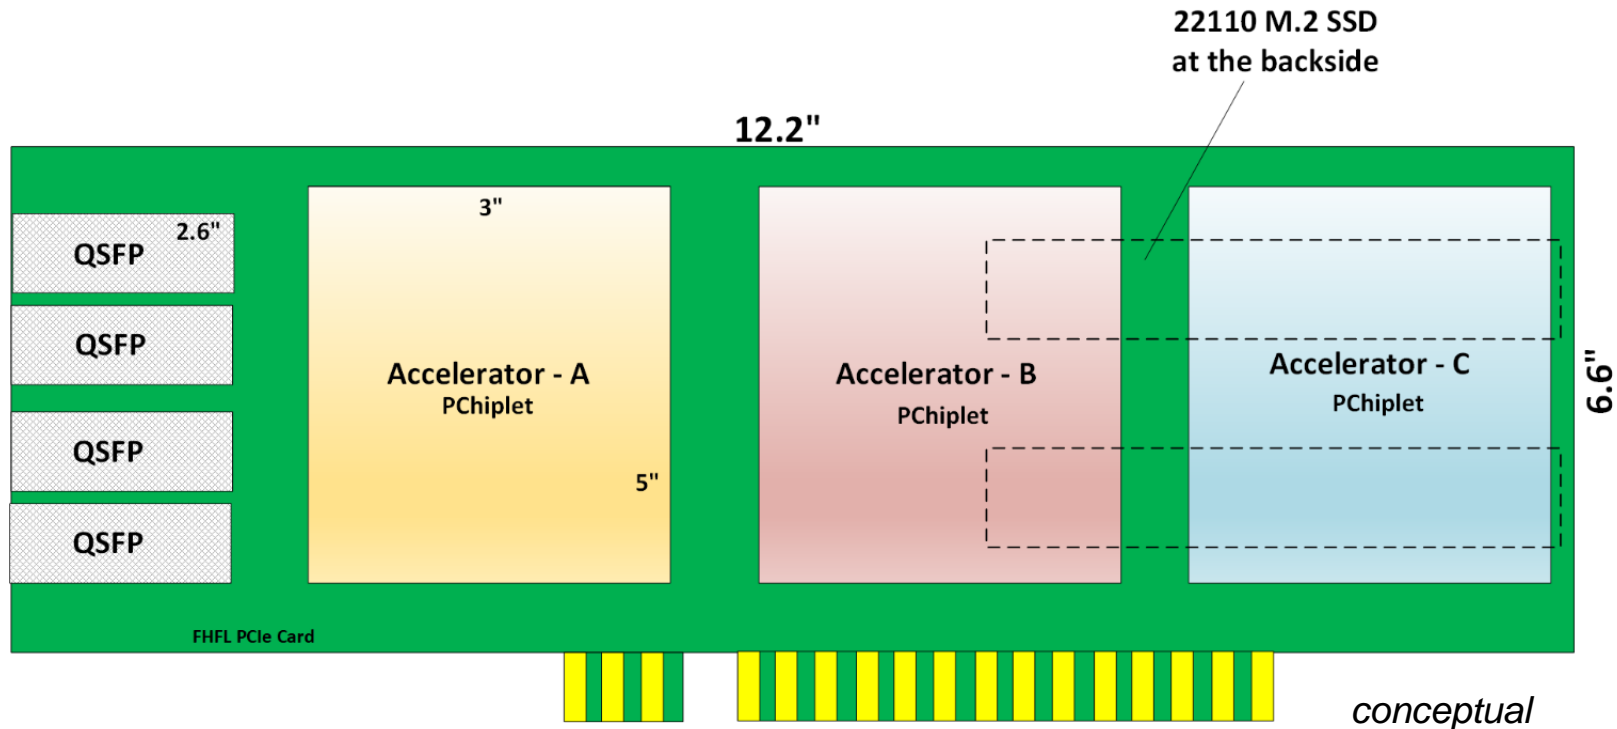 22110 M.2 SSD
at the backside
12.2"
3"
2.6"
QSFP
QSFP
QSFP
QSFP
Accelerator - A
PChiplet
5"
Accelerator - B
PChiplet
Accelerator - C
PChiplet
6.6"
FHFL PCIe Card
conceptual